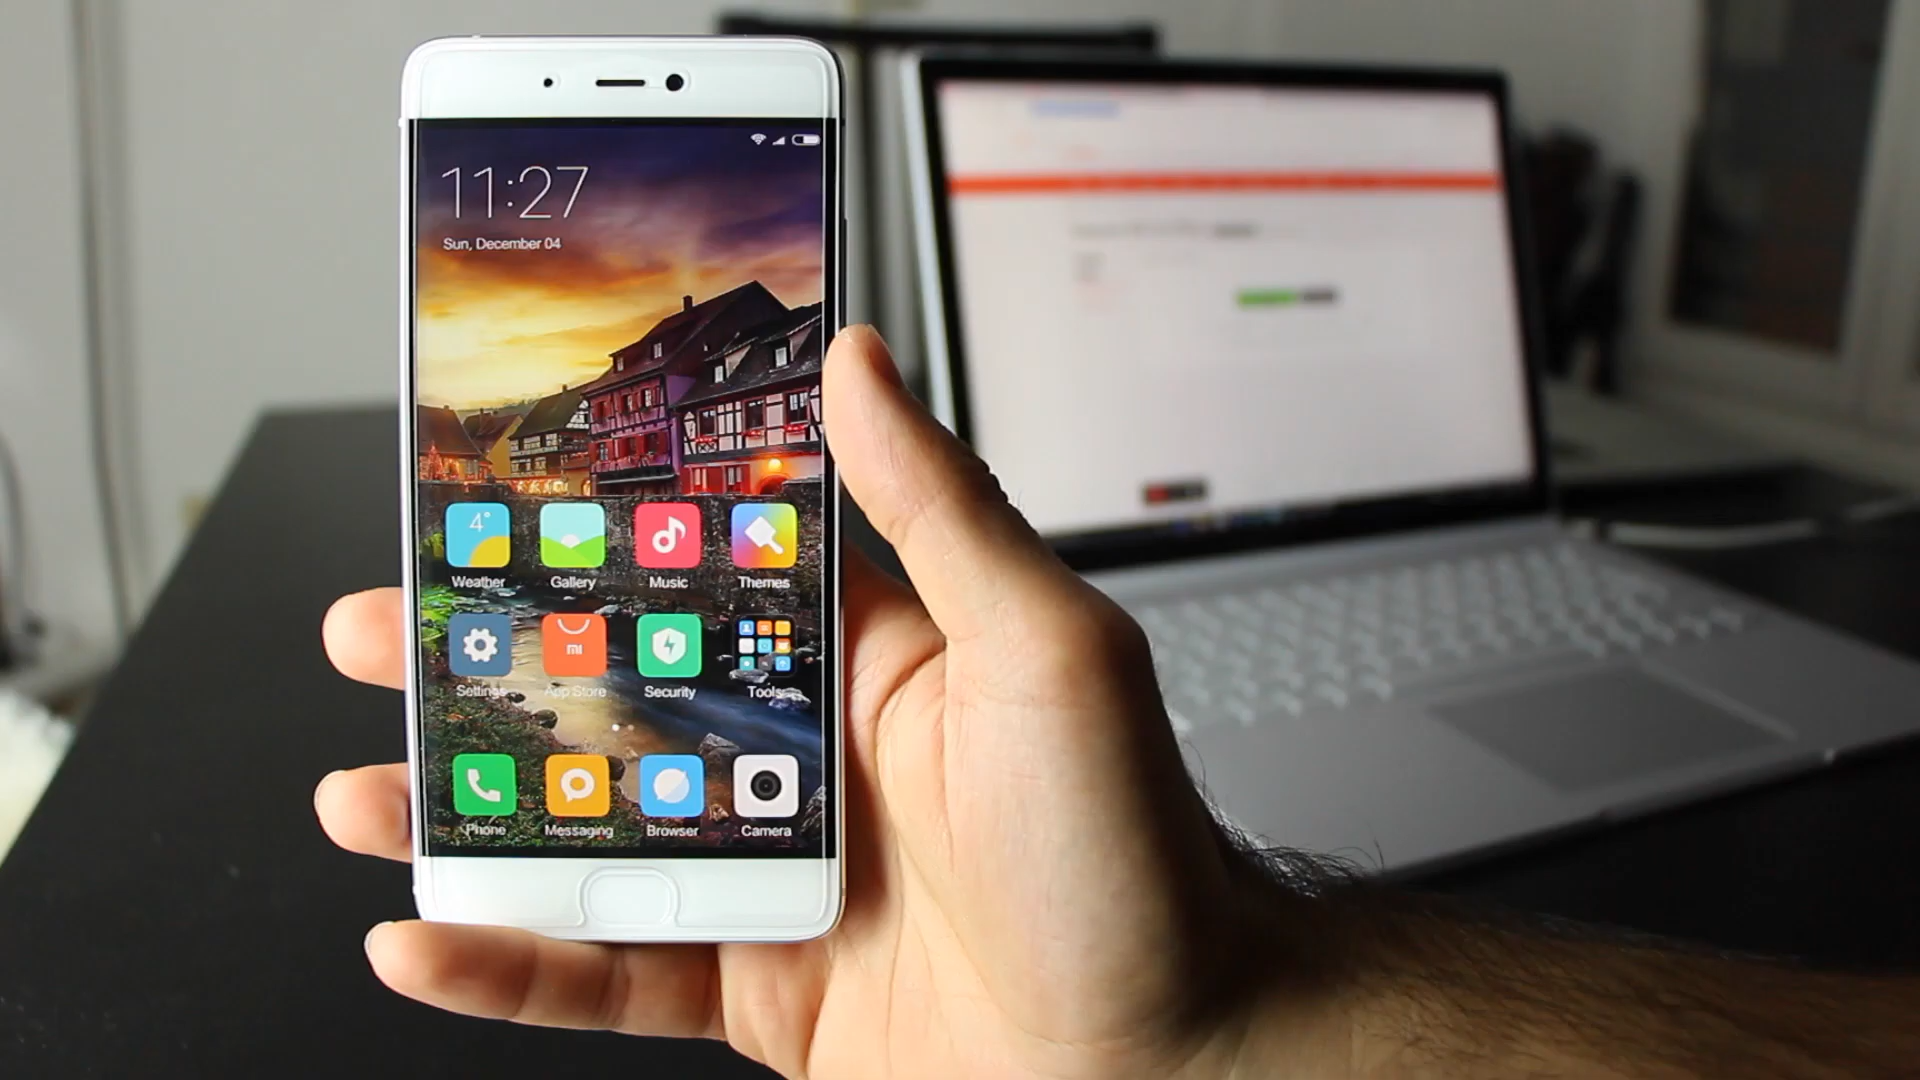 11:27
Sun, December 04
4°
Weather Gallery Music Themes
mi
Settings App Store Security Tools
Phone Messaging Browser Camera